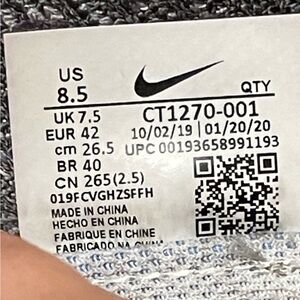 US
8.5
QTY
UK 7.5
CT1270-001
EUR 42
10/02/19 | 01/20/20
cm 26.5
UPC 00193658991193
BR 40
CN 265(2.5)
019FCVGHZSFFH
MADE IN CHINA
HECHO EN CHINA
FABRIQUE EN CHINE
FABRICADO NA CHINA